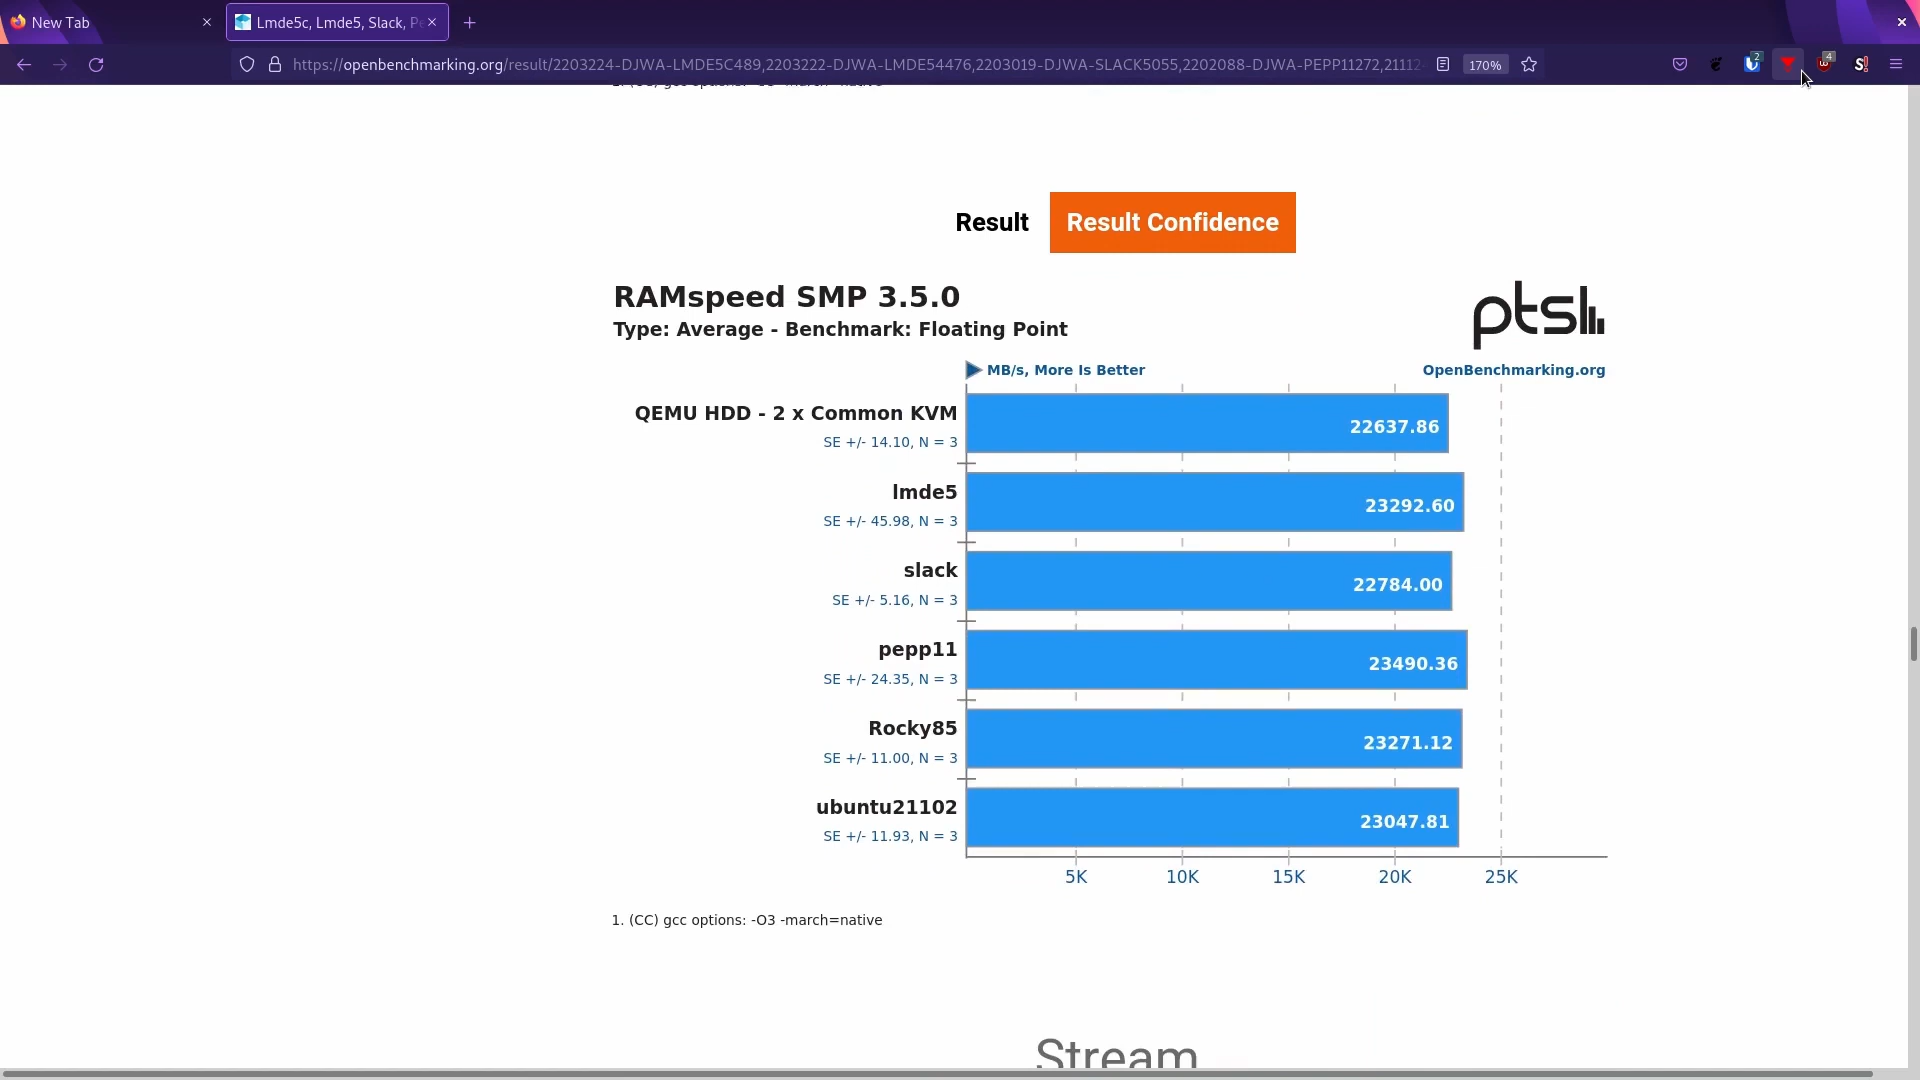 New Tab
Lmde5c, Lmde5, Slack, Pe
https://openbenchmarking.org/result/2203224-DJWA-LMDE5C489,2203222-DJWA-LMDE54476,2203019-DJWA-SLACK5055,2202088-DJWA-PEPP11272,21112
170%
2
4
S!
Result
Result Confidence
RAMspeed SMP 3.5.0
Type: Average - Benchmark: Floating Point
pts
MB/s, More Is Better
OpenBenchmarking.org
QEMU HDD - 2 x Common KVM
SE +/- 14.10, N = 3
22637.86
lmde5
SE +/- 45.98, N = 3
23292.60
slack
SE +/- 5.16, N = 3
22784.00
pepp11
SE +/- 24.35, N = 3
23490.36
Rocky85
SE +/- 11.00, N = 3
23271.12
ubuntu21102
SE +/- 11.93, N = 3
23047.81
5K
10K
15K
20K
25K
1. (CC) gcc options: -O3 -march=native
Stream